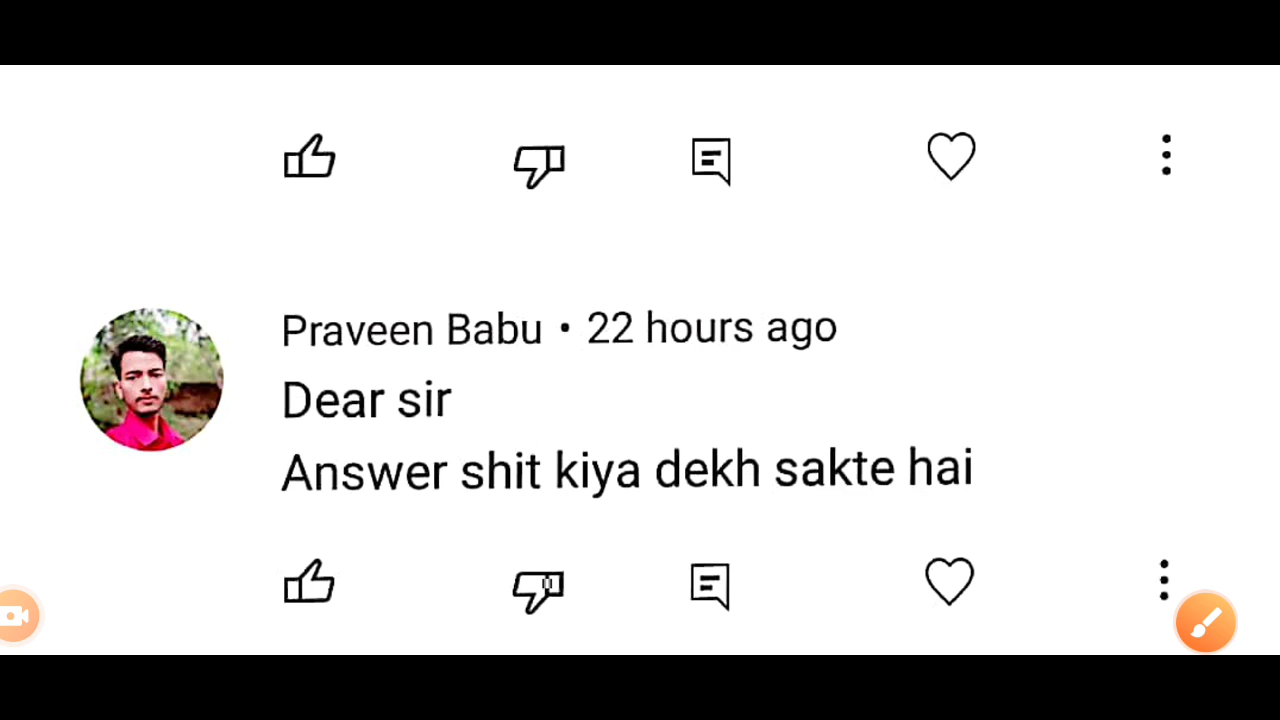 Praveen Babu • 22 hours ago
Dear sir
Answer shit kiya dekh sakte hai